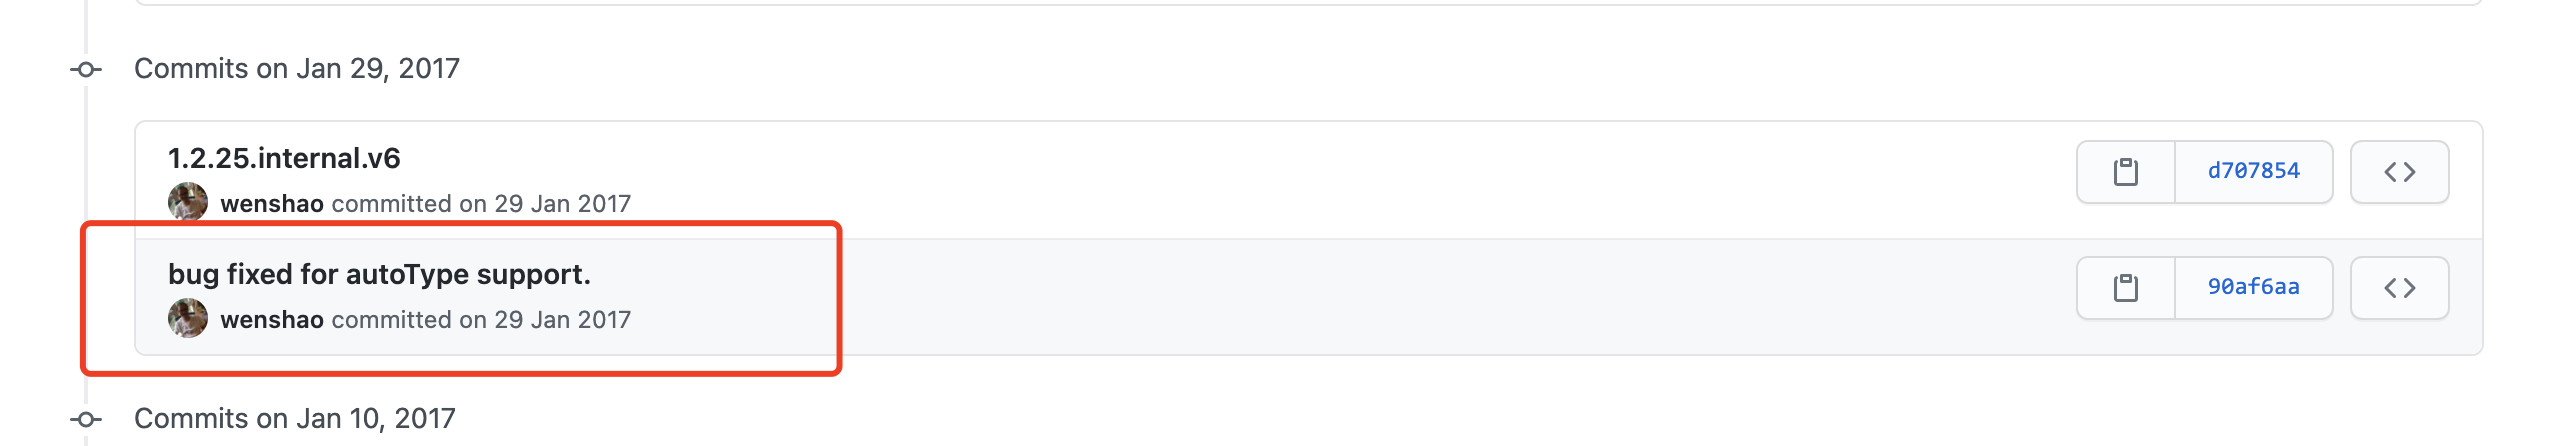 Commits on Jan 29, 2017
1.2.25.internal.v6
wenshao committed on 29 Jan 2017
d707854
bug fixed for autoType support.
wenshao committed on 29 Jan 2017
90af6aa
Commits on Jan 10, 2017